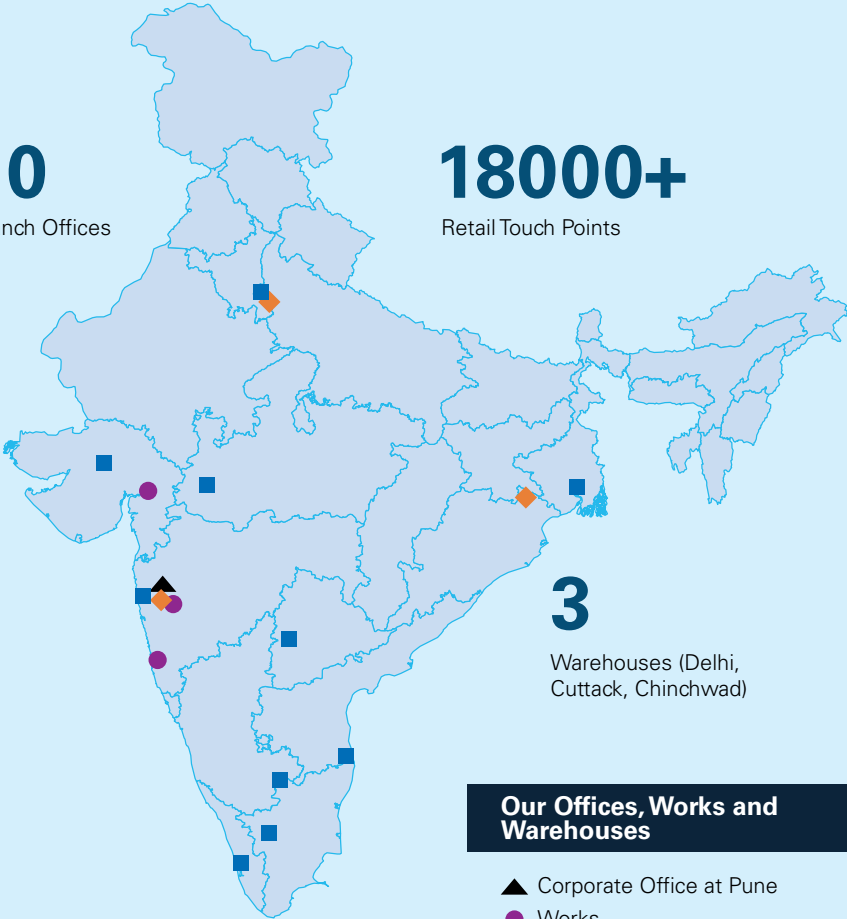 0
nch Offices
18000+
Retail Touch Points
3
Warehouses (Delhi,
Cuttack, Chinchwad)
Our Offices, Works and
Warehouses
Corporate Office at Pune
Works